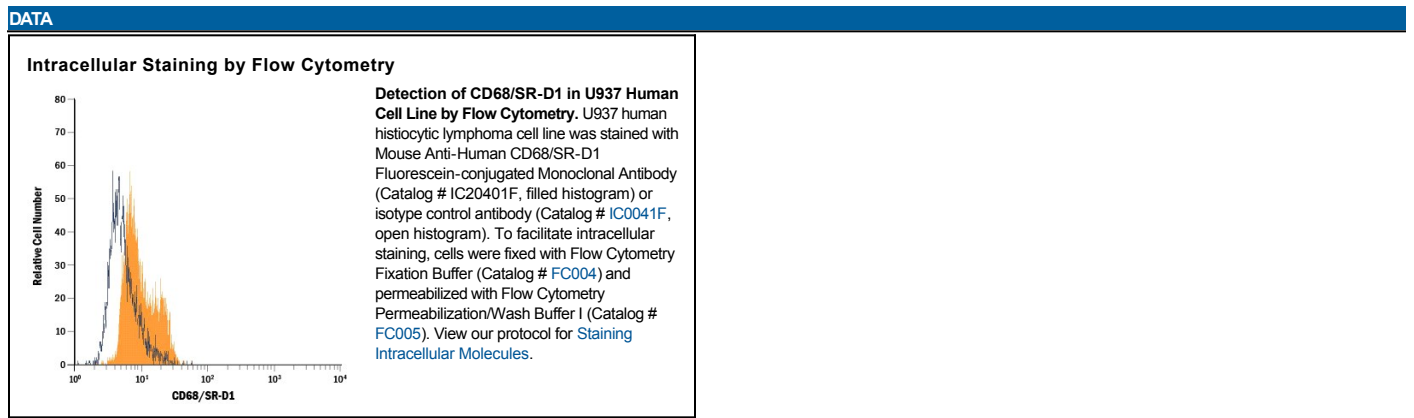 DATA
Intracellular Staining by Flow Cytometry
80
70
60
50
40
30
20
10
0
Relative Cell Number
10⁰
10¹
10²
10³
10⁴
CD68/SR-D1
Detection of CD68/SR-D1 in U937 Human
Cell Line by Flow Cytometry. U937 human
histiocytic lymphoma cell line was stained with
Mouse Anti-Human CD68/SR-D1
Fluorescein-conjugated Monoclonal Antibody
(Catalog # IC20401F, filled histogram) or
isotype control antibody (Catalog # IC0041F,
open histogram). To facilitate intracellular
staining, cells were fixed with Flow Cytometry
Fixation Buffer (Catalog # FC004) and
permeabilized with Flow Cytometry
Permeabilization/Wash Buffer I (Catalog #
FC005). View our protocol for Staining
Intracellular Molecules.